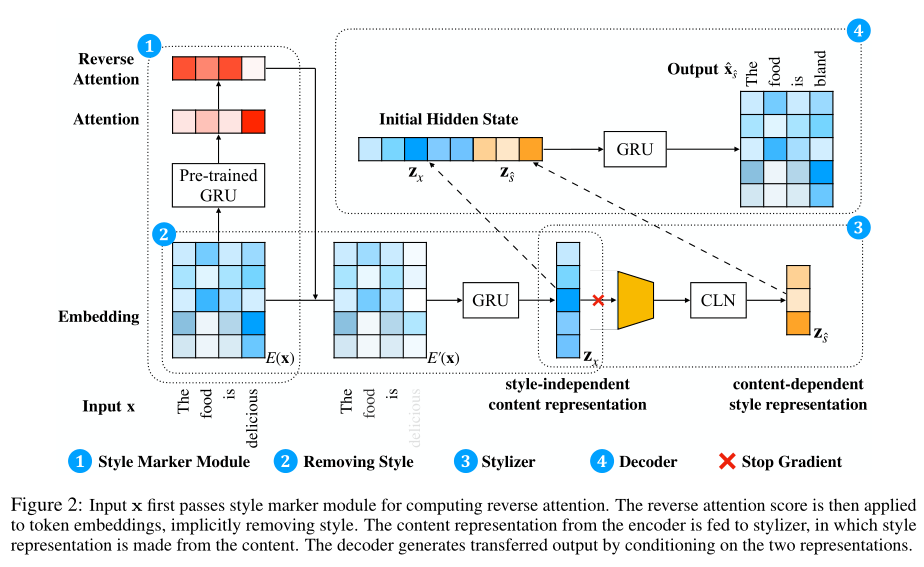 1
Reverse
Attention
Attention
Pre-trained
GRU
2
Embedding
E(x)
E′(x)
GRU
Input x
The
food
is
delicious
The
food
is
delicious
4
Initial Hidden State
z_x
z_ŝ
GRU
Output x̂_ŝ
The
food
is
bland
3
z_x
CLN
z_ŝ
style-independent
content representation
content-dependent
style representation
1 Style Marker Module 2 Removing Style 3 Stylizer 4 Decoder Stop Gradient
Figure 2: Input x first passes style marker module for computing reverse attention. The reverse attention score is then applied
to token embeddings, implicitly removing style. The content representation from the encoder is fed to stylizer, in which style
representation is made from the content. The decoder generates transferred output by conditioning on the two representations.